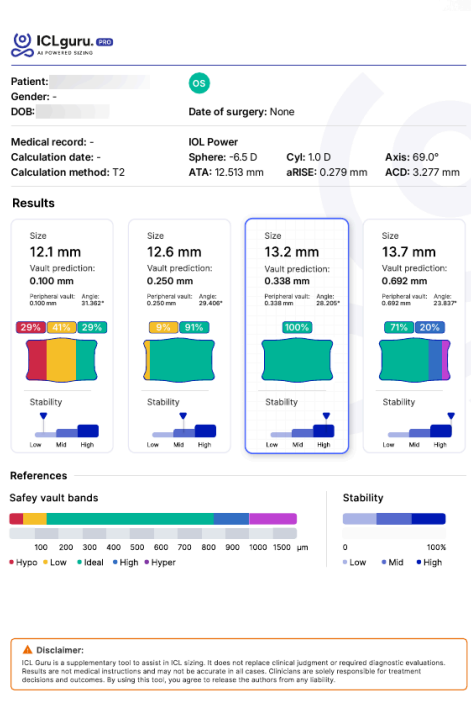 ICLguru. PRO
AI POWERED SIZING
Patient:
OS
Gender: -
DOB:
Date of surgery: None
Medical record: -
IOL Power
Calculation date: -
Sphere: -6.5 D Cyl: 1.0 D Axis: 69.0°
Calculation method: T2
ATA: 12.513 mm aRISE: 0.279 mm ACD: 3.277 mm
Results
Size
12.1 mm
Vault prediction:
0.100 mm
Peripheral vault: Angle:
0.100 mm 31.362°
29% 41% 29%
Stability
Low Mid High
Size
12.6 mm
Vault prediction:
0.250 mm
Peripheral vault: Angle:
0.250 mm 29.406°
9% 91%
Stability
Low Mid High
Size
13.2 mm
Vault prediction:
0.338 mm
Peripheral vault: Angle:
0.338 mm 28.205°
100%
Stability
Low Mid High
Size
13.7 mm
Vault prediction:
0.692 mm
Peripheral vault: Angle:
0.692 mm 23.837°
71% 20%
Stability
Low Mid High
References
Safey vault bands
100 200 300 400 500 600 700 800 900 1000 1500 µm
Hypo Low Ideal High Hyper
Stability
0 100%
Low Mid High
Disclaimer:
ICL Guru is a supplementary tool to assist in ICL sizing. It does not replace clinical judgment or required diagnostic evaluations.
Results are not medical instructions and may not be accurate in all cases. Clinicians are solely responsible for treatment
decisions and outcomes. By using this tool, you agree to release the authors from any liability.